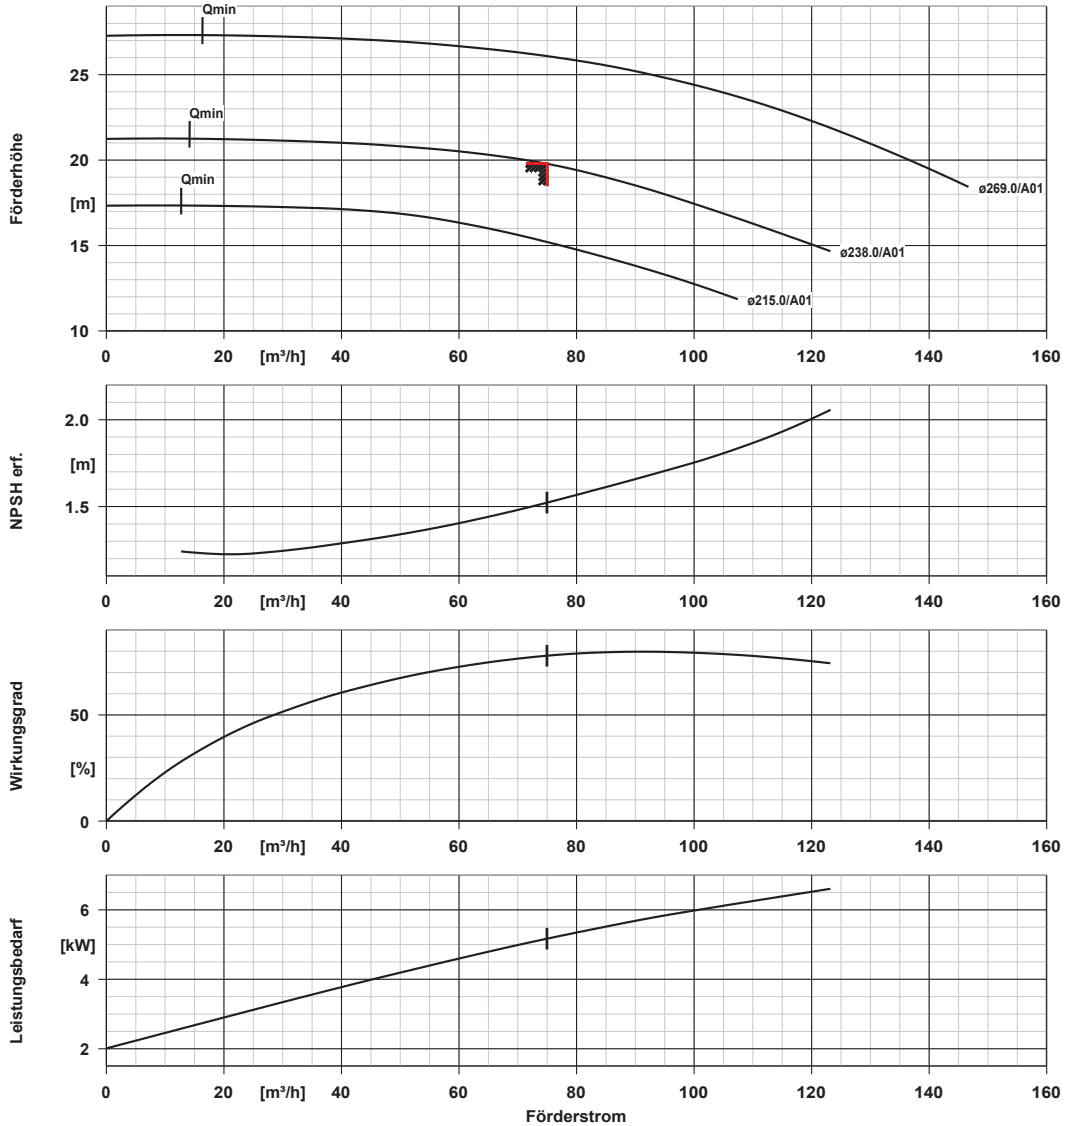 Qmin
25
Qmin
20
Qmin
[m]
Förderhöhe
15
10
ø269.0/A01
ø238.0/A01
ø215.0/A01
0 20 [m³/h] 40 60 80 100 120 140 160
2.0
[m]
NPSH erf.
1.5
0 20 [m³/h] 40 60 80 100 120 140 160
50
[%]
Wirkungsgrad
0
0 20 [m³/h] 40 60 80 100 120 140 160
6
[kW]
Leistungsbedarf
4
2
0 20 [m³/h] 40 60 80 100 120 140 160
Förderstrom